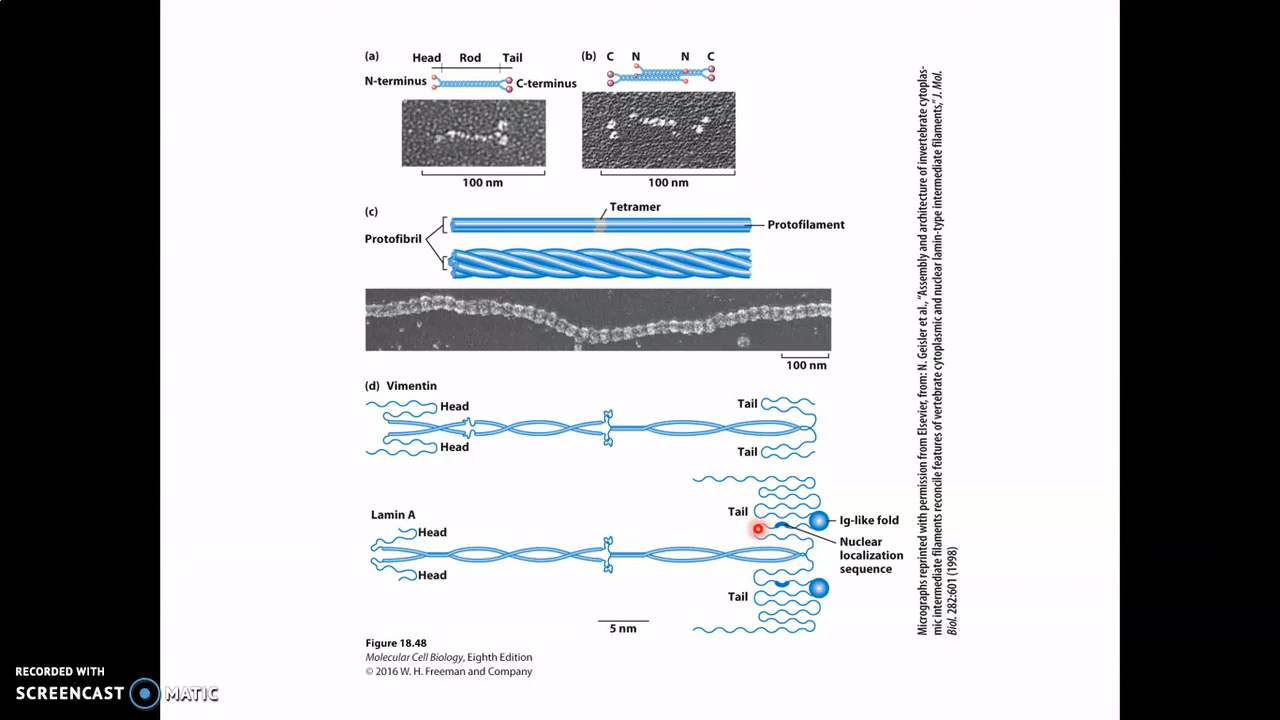 (a)
Head Rod Tail
N-terminus
C-terminus
100 nm
(b)
C N N C
100 nm
(c)
Tetramer
Protofilament
Protofibril
100 nm
(d) Vimentin
Head
Head
Tail
Tail
Lamin A
Head
Head
Tail
Ig-like fold
Nuclear
localization
sequence
Tail
5 nm
Figure 18.48
Molecular Cell Biology, Eighth Edition
© 2016 W. H. Freeman and Company
Micrographs reprinted with permission from Elsevier, from: N. Geisler et al., "Assembly and architecture of invertebrate cytoplas-
mic intermediate filaments reconcile features of vertebrate cytoplasmic and nuclear lamin-type intermediate filaments," J. Mol.
Biol. 282:601 (1998)
RECORDED WITH
SCREENCAST MATIC